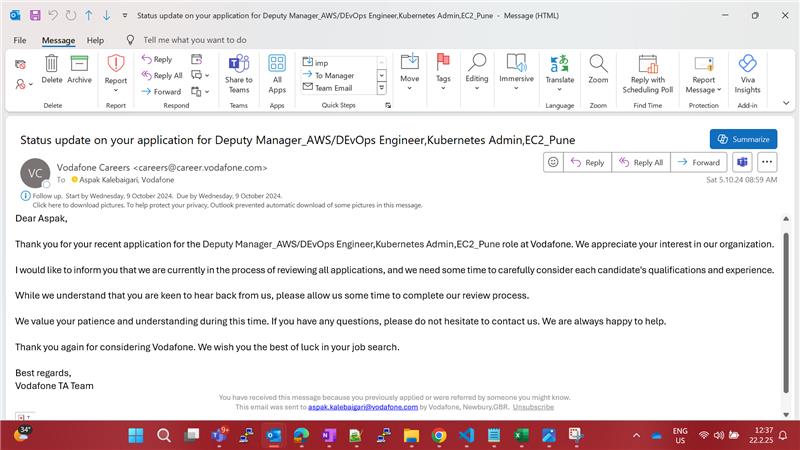 Status update on your application for Deputy Manager_AWS/DEvOps Engineer,Kubernetes Admin,EC2_Pune - Message (HTML)
File Message Help Tell me what you want to do
Delete Archive Report Reply Reply All Forward Share to Teams All Apps imp To Manager Team Email Move Tags Editing Immersive Translate Zoom Reply with Scheduling Poll Report Message Viva Insights
Delete Report Respond Teams Apps Quick Steps Language Zoom Find Time Protection Add-in
Status update on your application for Deputy Manager_AWS/DEvOps Engineer,Kubernetes Admin,EC2_Pune
Summarize
VC
Vodafone Careers <careers@career.vodafone.com>
To Aspak Kalebaigari, Vodafone
Reply Reply All Forward
Sat 5.10.24 08:59 AM
Follow up. Start by Wednesday, 9 October 2024. Due by Wednesday, 9 October 2024.
Click here to download pictures. To help protect your privacy, Outlook prevented automatic download of some pictures in this message.
Dear Aspak,
Thank you for your recent application for the Deputy Manager_AWS/DEvOps Engineer,Kubernetes Admin,EC2_Pune role at Vodafone. We appreciate your interest in our organization.
I would like to inform you that we are currently in the process of reviewing all applications, and we need some time to carefully consider each candidate's qualifications and experience.
While we understand that you are keen to hear back from us, please allow us some time to complete our review process.
We value your patience and understanding during this time. If you have any questions, please do not hesitate to contact us. We are always happy to help.
Thank you again for considering Vodafone. We wish you the best of luck in your job search.
Best regards,
Vodafone TA Team
You have received this message because you previously applied or were referred by someone you might know.
This email was sent to aspak.kalebaigari@vodafone.com by Vodafone, Newbury,GBR. Unsubscribe
34°
9+
ENG
US
12:37
22.2.25